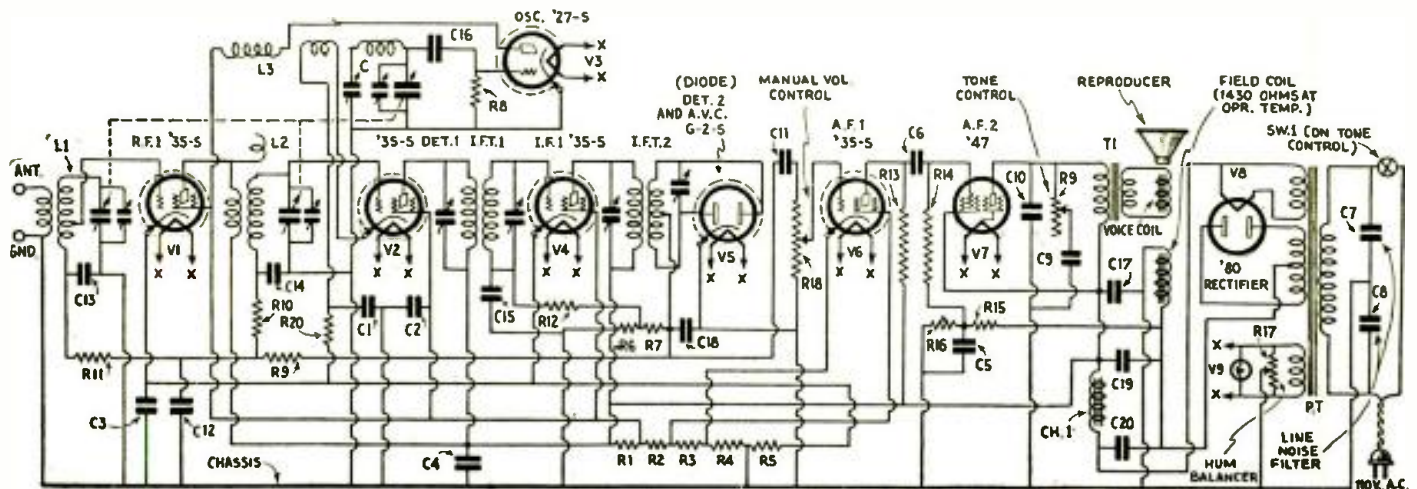 OSC. '27-S
C16
X
V3
X
L3
C
R8
(DIODE)
DET. 2
AND A.V.C.
G-2-S
MANUAL VOL
CONTROL
TONE
CONTROL
REPRODUCER
FIELD COIL
(1430 OHMS AT
OPR. TEMP.)
SW.1 (ON TONE
CONTROL)
ANT
L1
R.F.1 '35-S
L2
'35-S DET.1
I.F.T.1
I.F.1 '35-S
I.F.T.2
C11
A.F.1
'35-S
C6
A.F.2
'47
T1
V8
R13
R14
C10
R9
C7
GND
V1
V2
V4
V5
V6
V7
VOICE COIL
X
X
X
X
X
X
X
X
X
X
X
X
C13
C14
R18
C9
C17
'80
RECTIFIER
C8
R10
R20
C1
C2
C15
R12
R6
R7
C18
R15
R16
C5
R17
X
V9
X
R11
R9
C19
C3
C12
CH.1
C20
P.T
C4
R1
R2
R3
R4
R5
CHASSIS
HUM
BALANCER
LINE
NOISE
FILTER
110V. A.C.